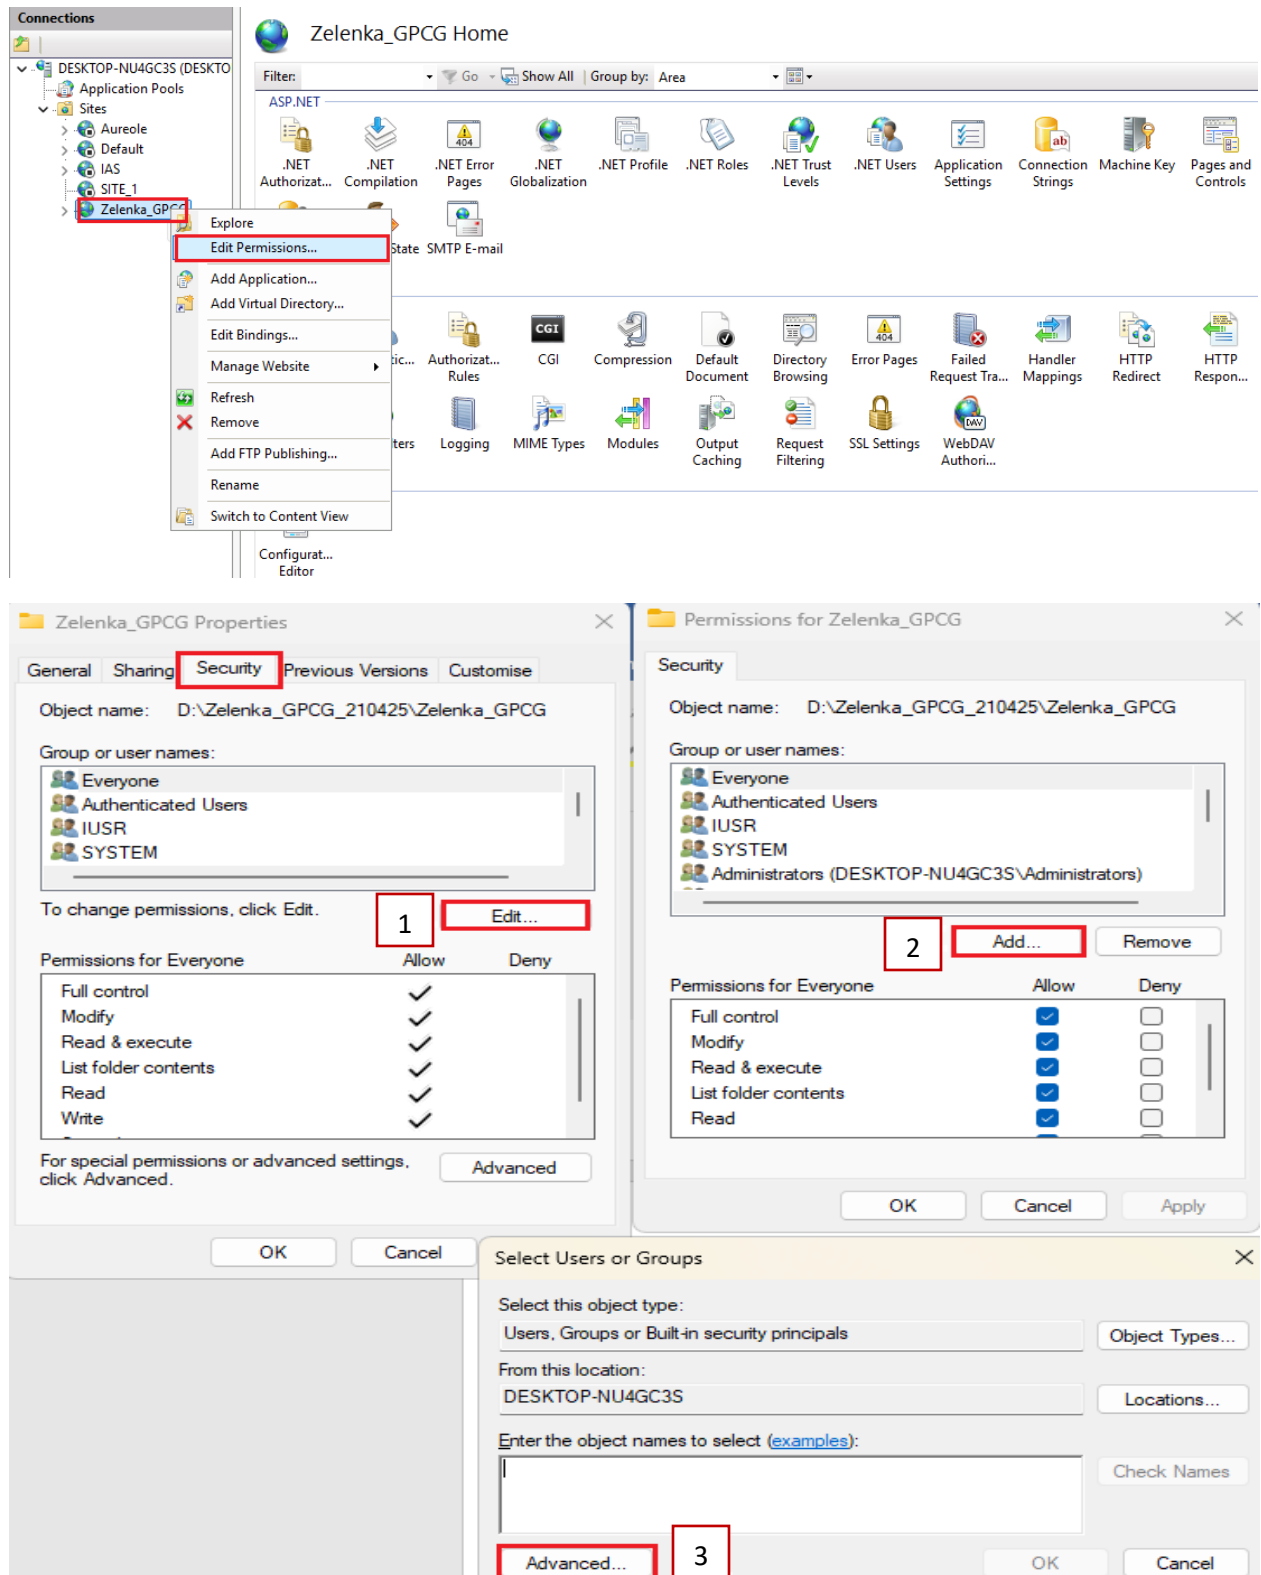 Connections
Zelenka_GPCG Home
DESKTOP-NU4GC3S (DESKTO
Application Pools
Sites
Aureole
Default
IAS
SITE_1
Zelenka_GPCG
Filter:
Go
Show All
Group by: Area
ASP.NET
.NET Authorizat...
.NET Compilation
.NET Error Pages
.NET Globalization
.NET Profile
.NET Roles
.NET Trust Levels
.NET Users
Application Settings
Connection Strings
Machine Key
Pages and Controls
State
SMTP E-mail
Explore
Edit Permissions...
Add Application...
Add Virtual Directory...
Edit Bindings...
Manage Website
Refresh
Remove
Add FTP Publishing...
Rename
Switch to Content View
tic...
Authorizat... Rules
CGI
CGI
Compression
Default Document
Directory Browsing
404
Error Pages
Failed Request Tra...
Handler Mappings
HTTP Redirect
HTTP Respon...
ters
Logging
MIME Types
Modules
Output Caching
Request Filtering
SSL Settings
DAV
WebDAV Authori...
Configurat... Editor
404
ab
Zelenka_GPCG Properties
General
Sharing
Security
Previous Versions
Customise
Object name: D:\Zelenka_GPCG_210425\Zelenka_GPCG
Group or user names:
Everyone
Authenticated Users
IUSR
SYSTEM
To change permissions, click Edit.
1
Edit...
Permissions for Everyone Allow Deny
Full control
Modify
Read & execute
List folder contents
Read
Write
For special permissions or advanced settings,
click Advanced.
Advanced
OK
Cancel
Permissions for Zelenka_GPCG
Security
Object name: D:\Zelenka_GPCG_210425\Zelenka_GPCG
Group or user names:
Everyone
Authenticated Users
IUSR
SYSTEM
Administrators (DESKTOP-NU4GC3S\Administrators)
2
Add...
Remove
Permissions for Everyone Allow Deny
Full control
Modify
Read & execute
List folder contents
Read
OK
Cancel
Apply
Select Users or Groups
Select this object type:
Users, Groups or Built-in security principals
Object Types...
From this location:
DESKTOP-NU4GC3S
Locations...
Enter the object names to select (examples):
Check Names
Advanced...
3
OK
Cancel